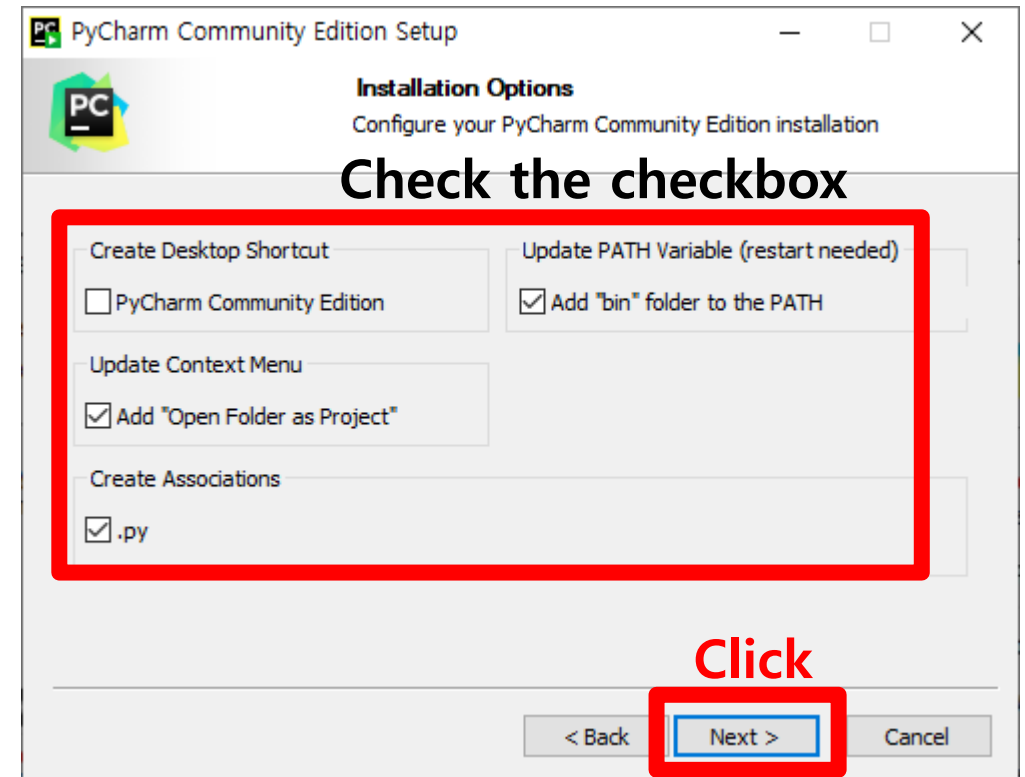 PyCharm Community Edition Setup
PC
Installation Options
Configure your PyCharm Community Edition installation
Check the checkbox
Create Desktop Shortcut
PyCharm Community Edition
Update PATH Variable (restart needed)
Add "bin" folder to the PATH
Update Context Menu
Add "Open Folder as Project"
Create Associations
.py
Click
< Back
Next >
Cancel